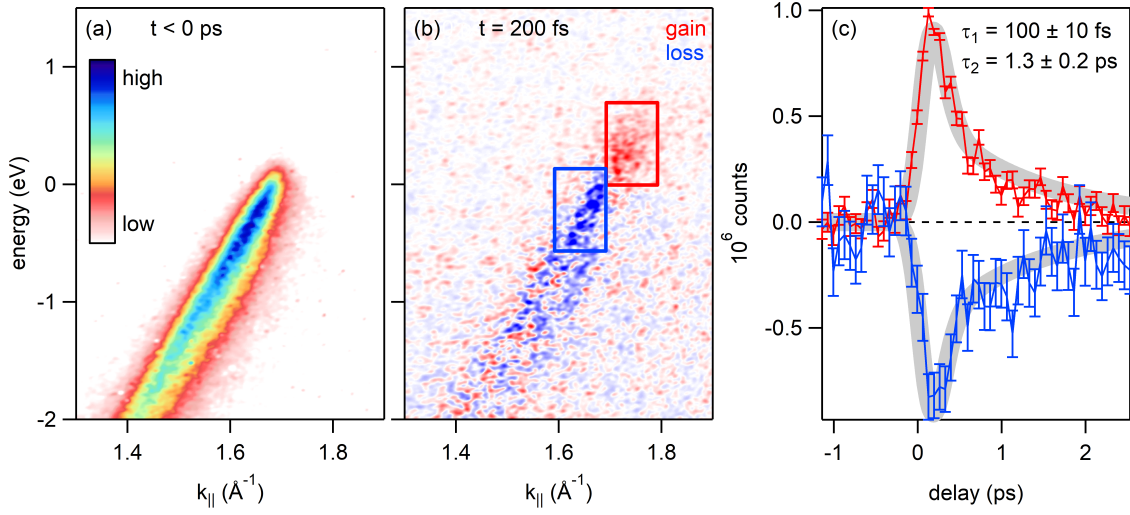 (a) t < 0 ps
high
low
1
0
-1
-2
energy (eV)
1.4 1.6 1.8
k|| (Å⁻¹)
(b) t = 200 fs
gain
loss
1.4 1.6 1.8
k|| (Å⁻¹)
(c) τ₁ = 100 ± 10 fs
τ₂ = 1.3 ± 0.2 ps
1.0
0.5
0.0
-0.5
10⁶ counts
-1 0 1 2
delay (ps)